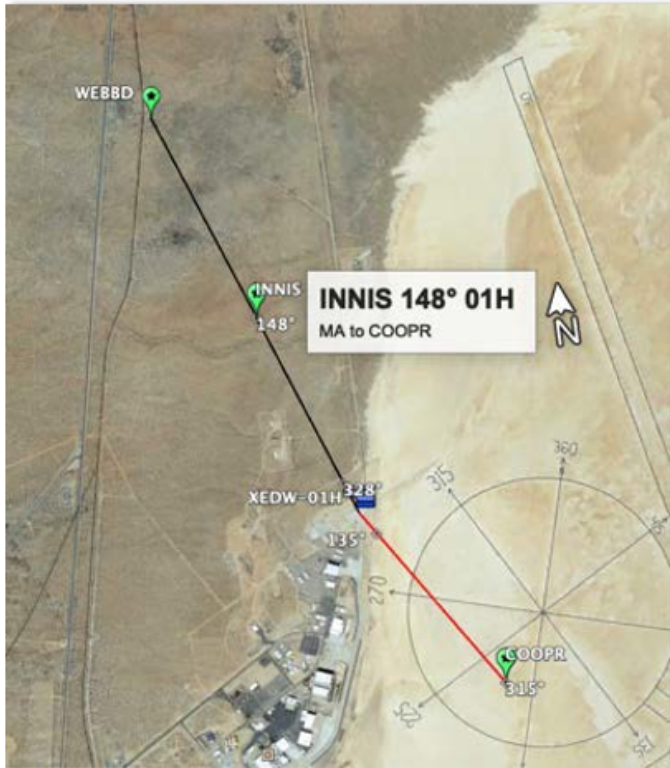 WEBBD
INNIS
148°
INNIS 148° 01H
MA to COOPR
N
XEDW-01H
328°
135°
315
360
270
COOPR
315°